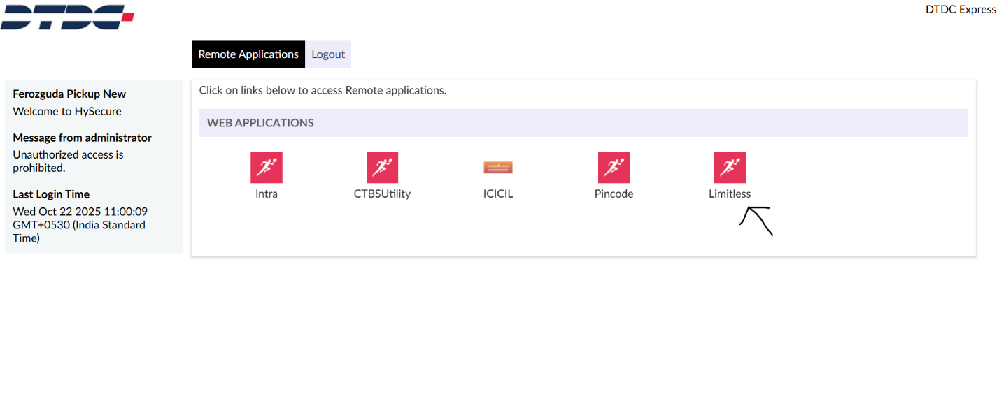 DTDC
DTDC Express
Remote Applications
Logout
Ferozguda Pickup New
Welcome to HySecure
Message from administrator
Unauthorized access is
prohibited.
Last Login Time
Wed Oct 22 2025 11:00:09
GMT+0530 (India Standard
Time)
Click on links below to access Remote applications.
WEB APPLICATIONS
Intra
CTBSUtility
ICICIL
Pincode
Limitless